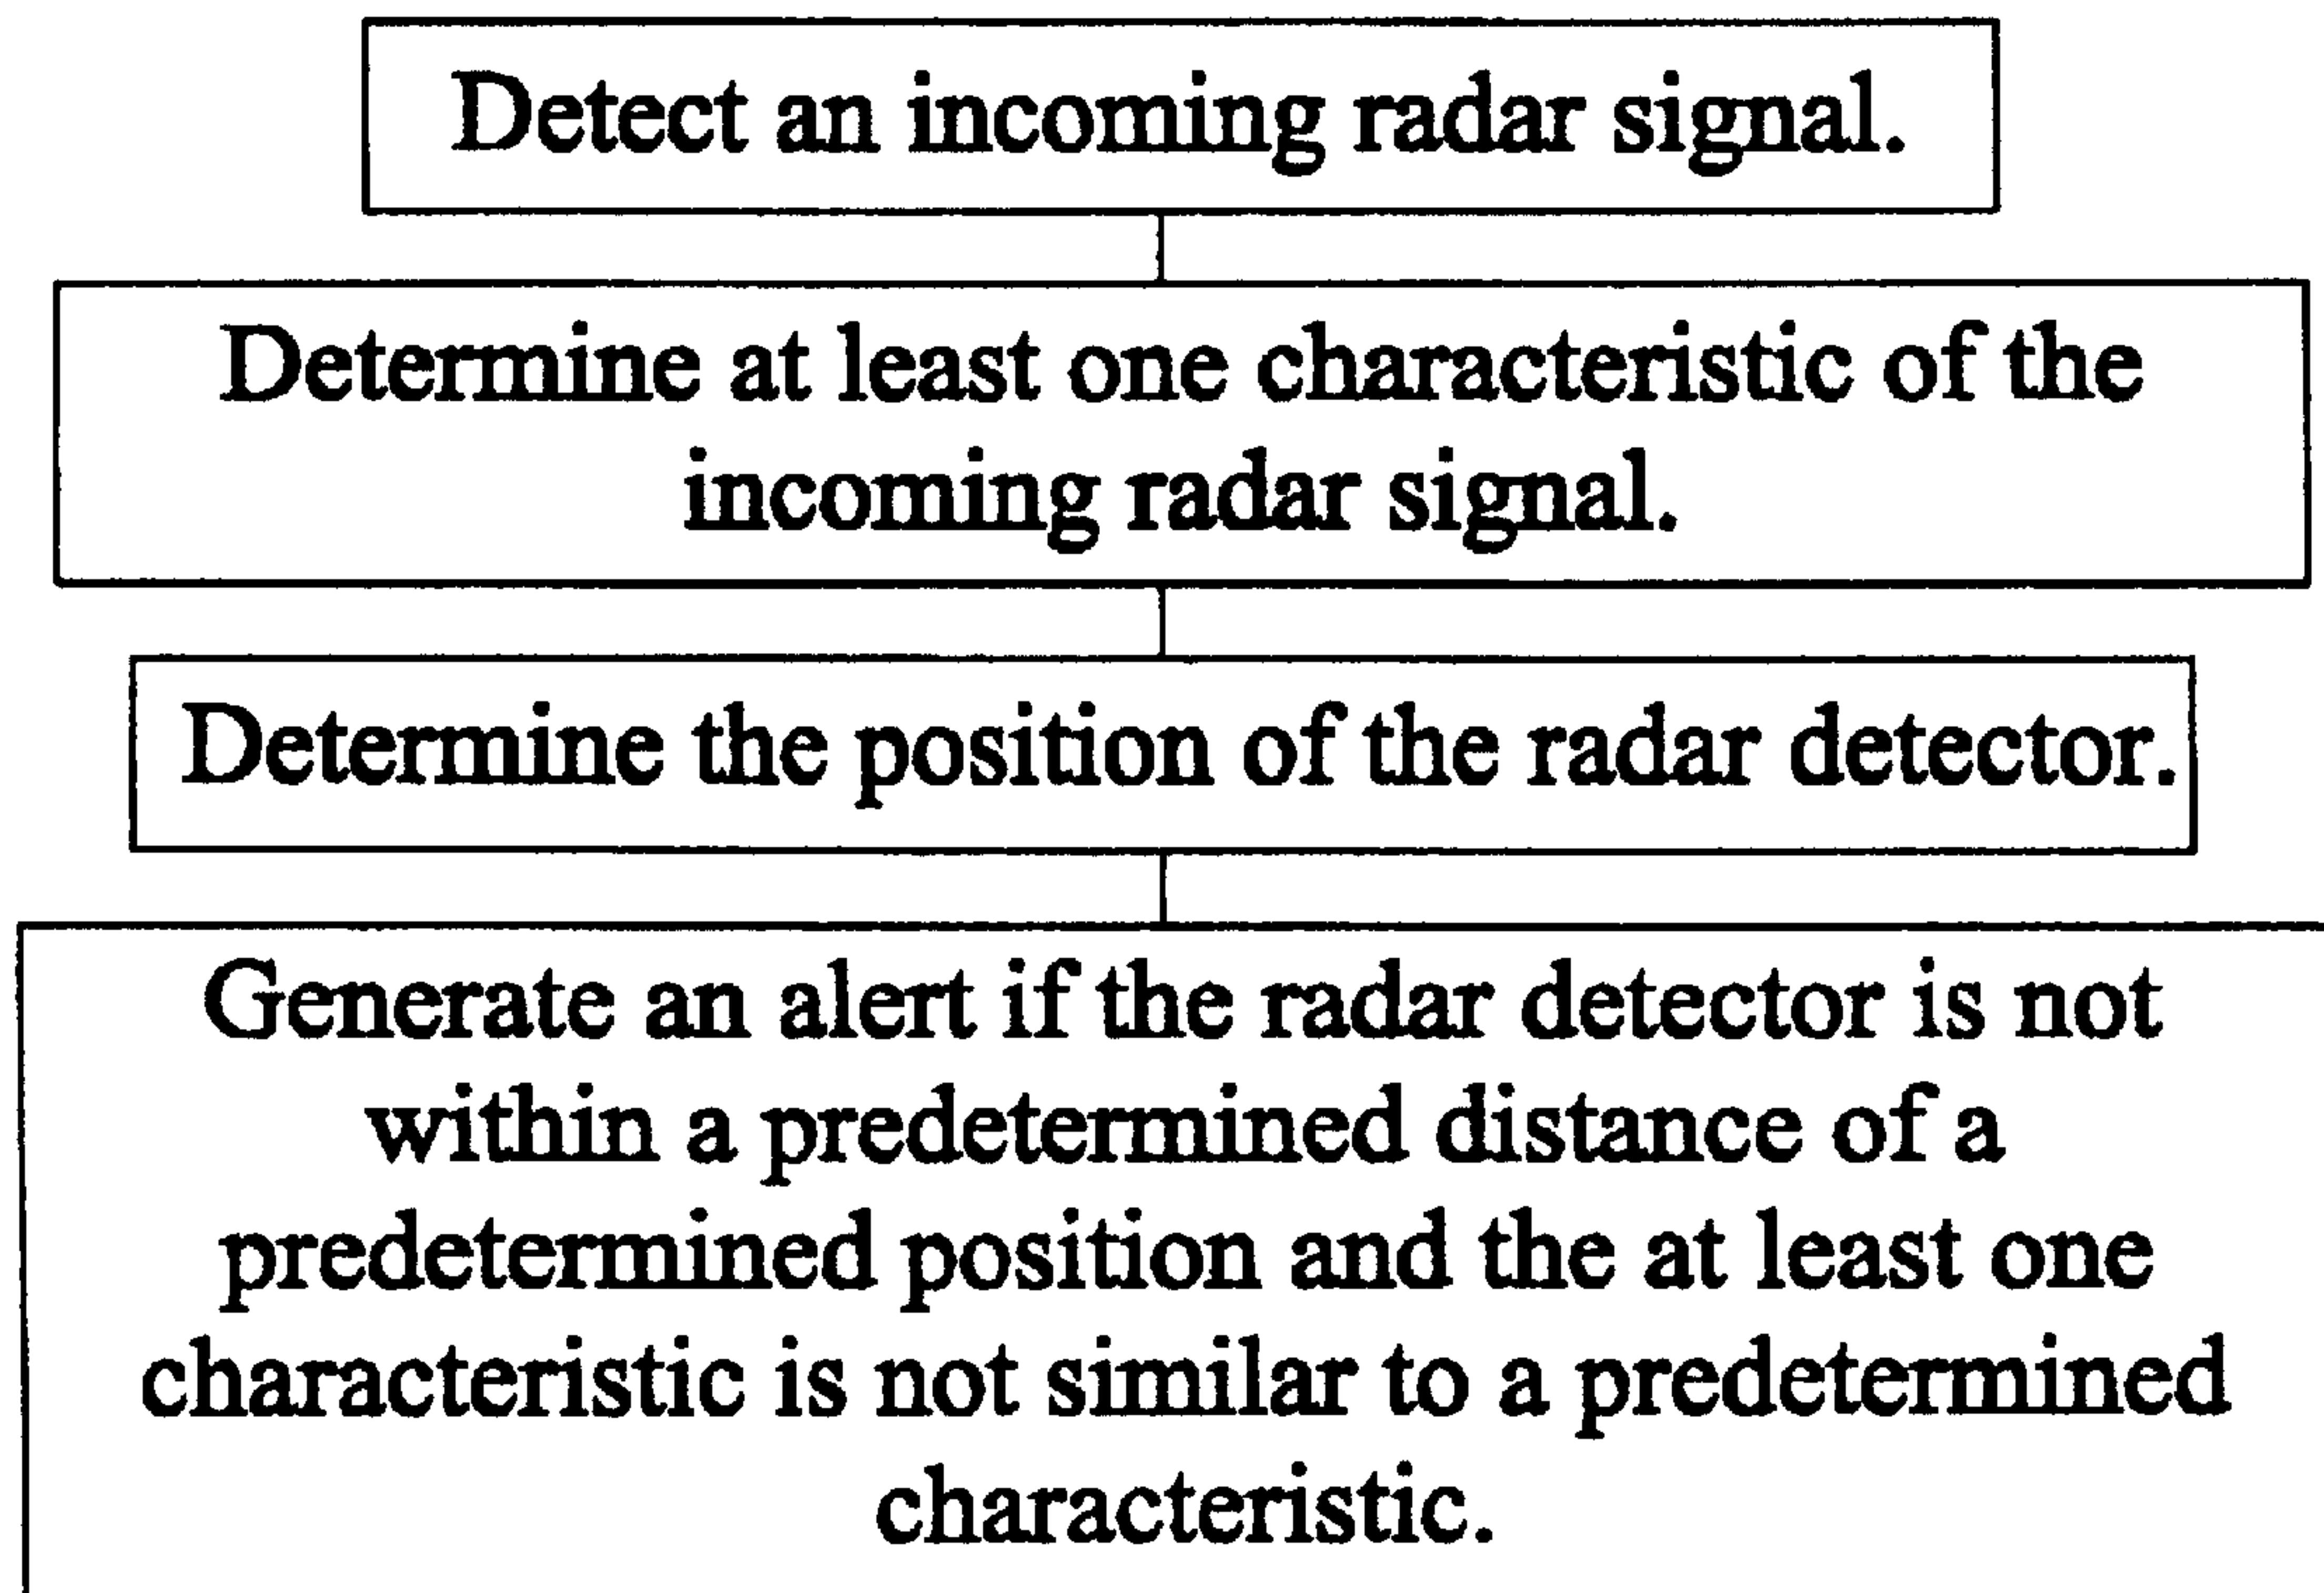 Detect an incoming radar signal.
Determine at least one characteristic of the
incoming radar signal.
Determine the position of the radar detector.
Generate an alert if the radar detector is not
within a predetermined distance of a
predetermined position and the at least one
characteristic is not similar to a predetermined
characteristic.